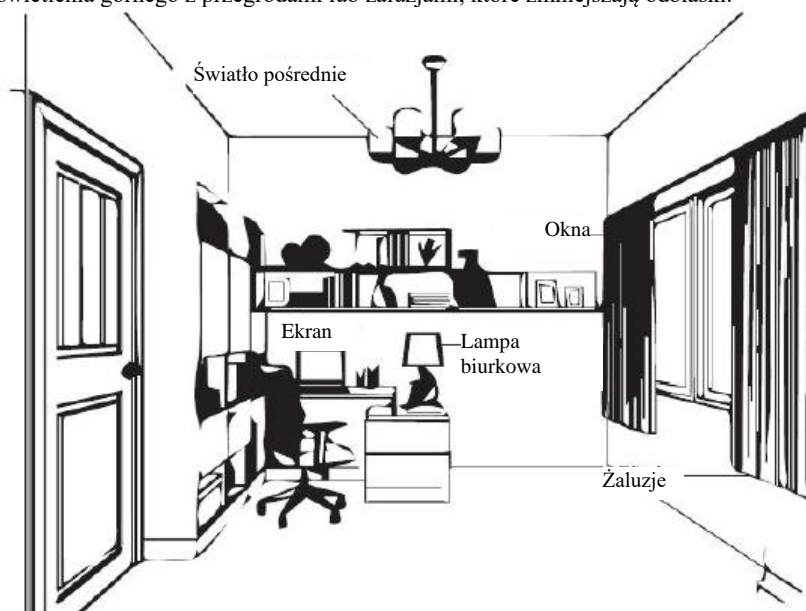 oświetlenia górnego z przegrodami lub żaluzjami, które zmniejszają odblaski.
Światło pośrednie
Okna
Ekran
Lampa
biurkowa
Żaluzje